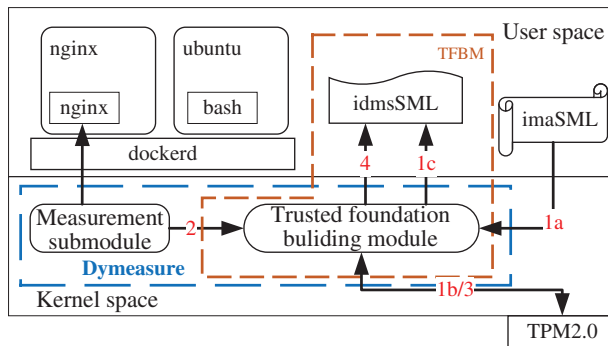 User space
nginx
ubuntu
TFBM
nginx
bash
idmsSML
imaSML
dockerd
4
1c
1a
Measurement
submodule
2
Trusted foundation
buliding module
Dymeasure
1b/3
Kernel space
TPM2.0